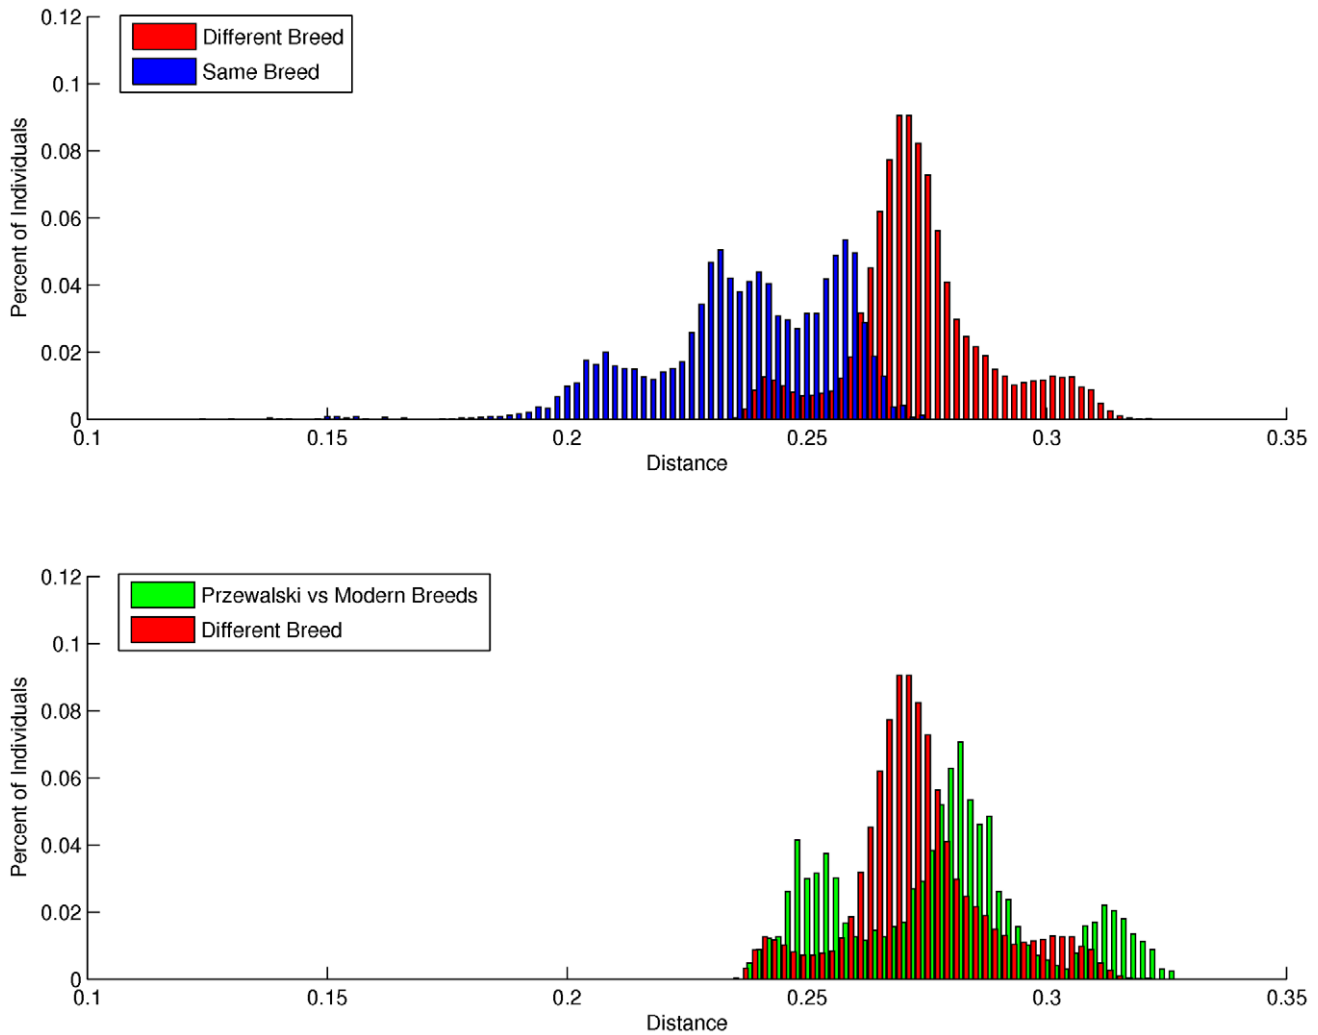 0.12
Different Breed
Same Breed
0.1
0.08
0.06
0.04
0.02
0
Percent of Individuals
0.1 0.15 0.2 0.25 0.3 0.35
Distance
0.12
Przewalski vs Modern Breeds
Different Breed
0.1
0.08
0.06
0.04
0.02
0
Percent of Individuals
0.1 0.15 0.2 0.25 0.3 0.35
Distance